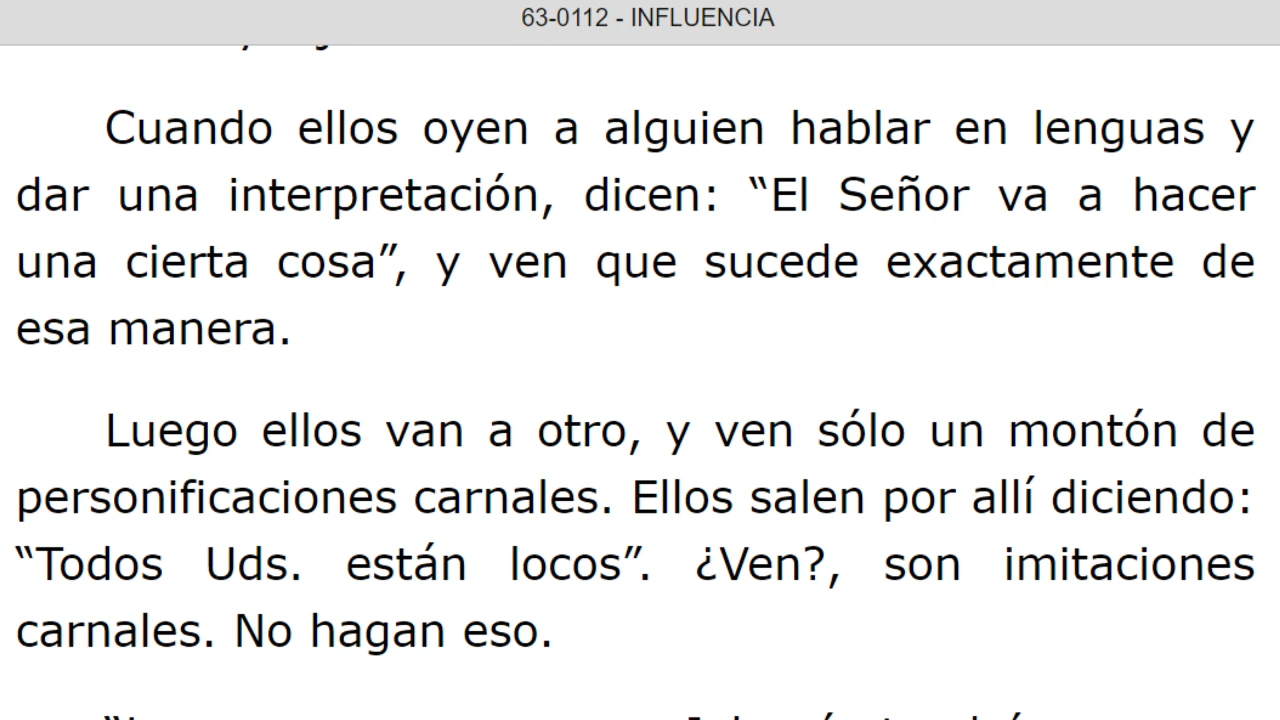 63-0112 - INFLUENCIA
Cuando ellos oyen a alguien hablar en lenguas y
dar una interpretación, dicen: “El Señor va a hacer
una cierta cosa”, y ven que sucede exactamente de
esa manera.
Luego ellos van a otro, y ven sólo un montón de
personificaciones carnales. Ellos salen por allí diciendo:
“Todos Uds. están locos”. ¿Ven?, son imitaciones
carnales. No hagan eso.